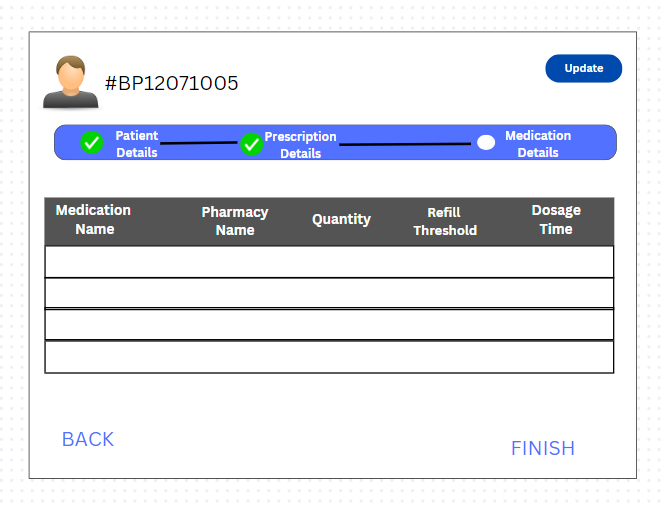 #BP12071005
Update
Patient
Details
Prescription
Details
Medication
Details
Medication
Name
Pharmacy
Name
Quantity
Refill
Threshold
Dosage
Time
BACK
FINISH